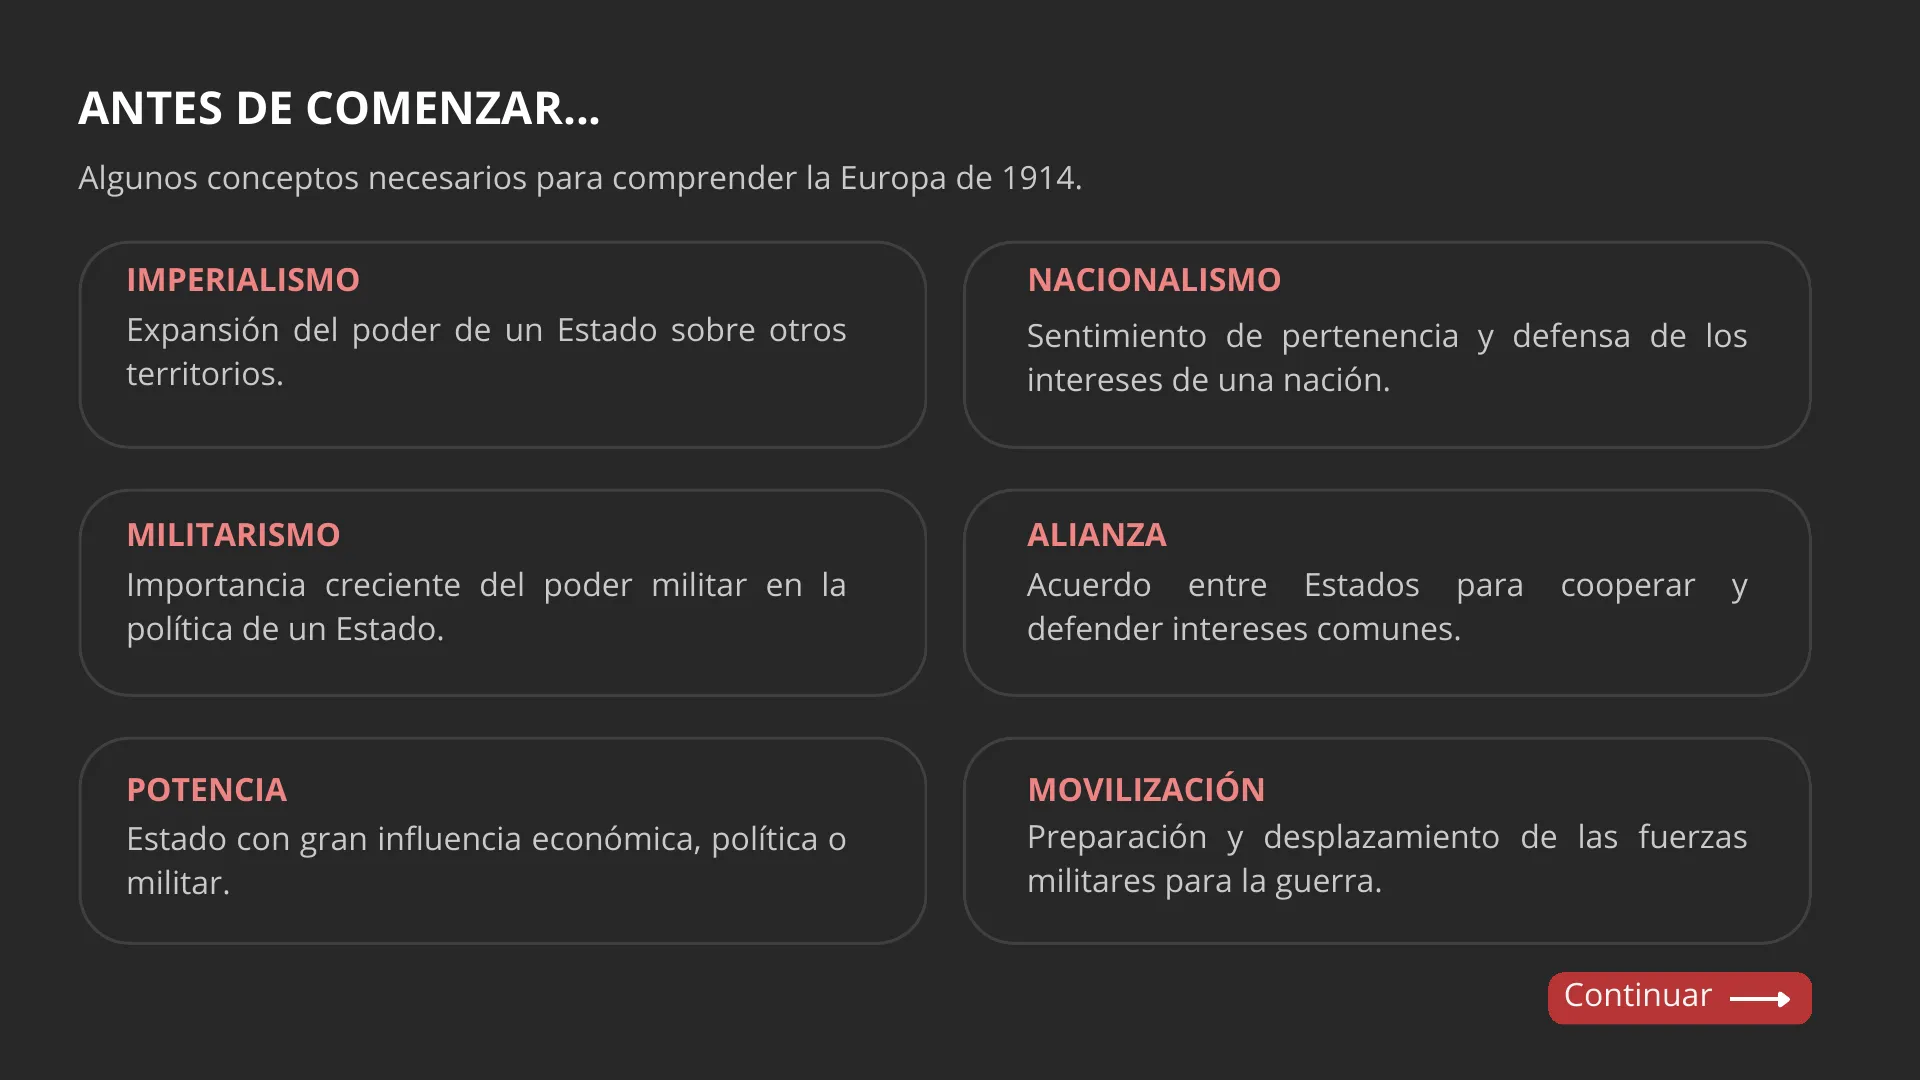 ANTES DE COMENZAR...
Algunos conceptos necesarios para comprender la Europa de 1914.
IMPERIALISMO
Expansión del poder de un Estado sobre otros
territorios.
NACIONALISMO
Sentimiento de pertenencia y defensa de los
intereses de una nación.
MILITARISMO
Importancia creciente del poder militar en la
política de un Estado.
ALIANZA
Acuerdo entre Estados para cooperar y
defender intereses comunes.
POTENCIA
Estado con gran influencia económica, política o
militar.
MOVILIZACIÓN
Preparación y desplazamiento de las fuerzas
militares para la guerra.
Continuar